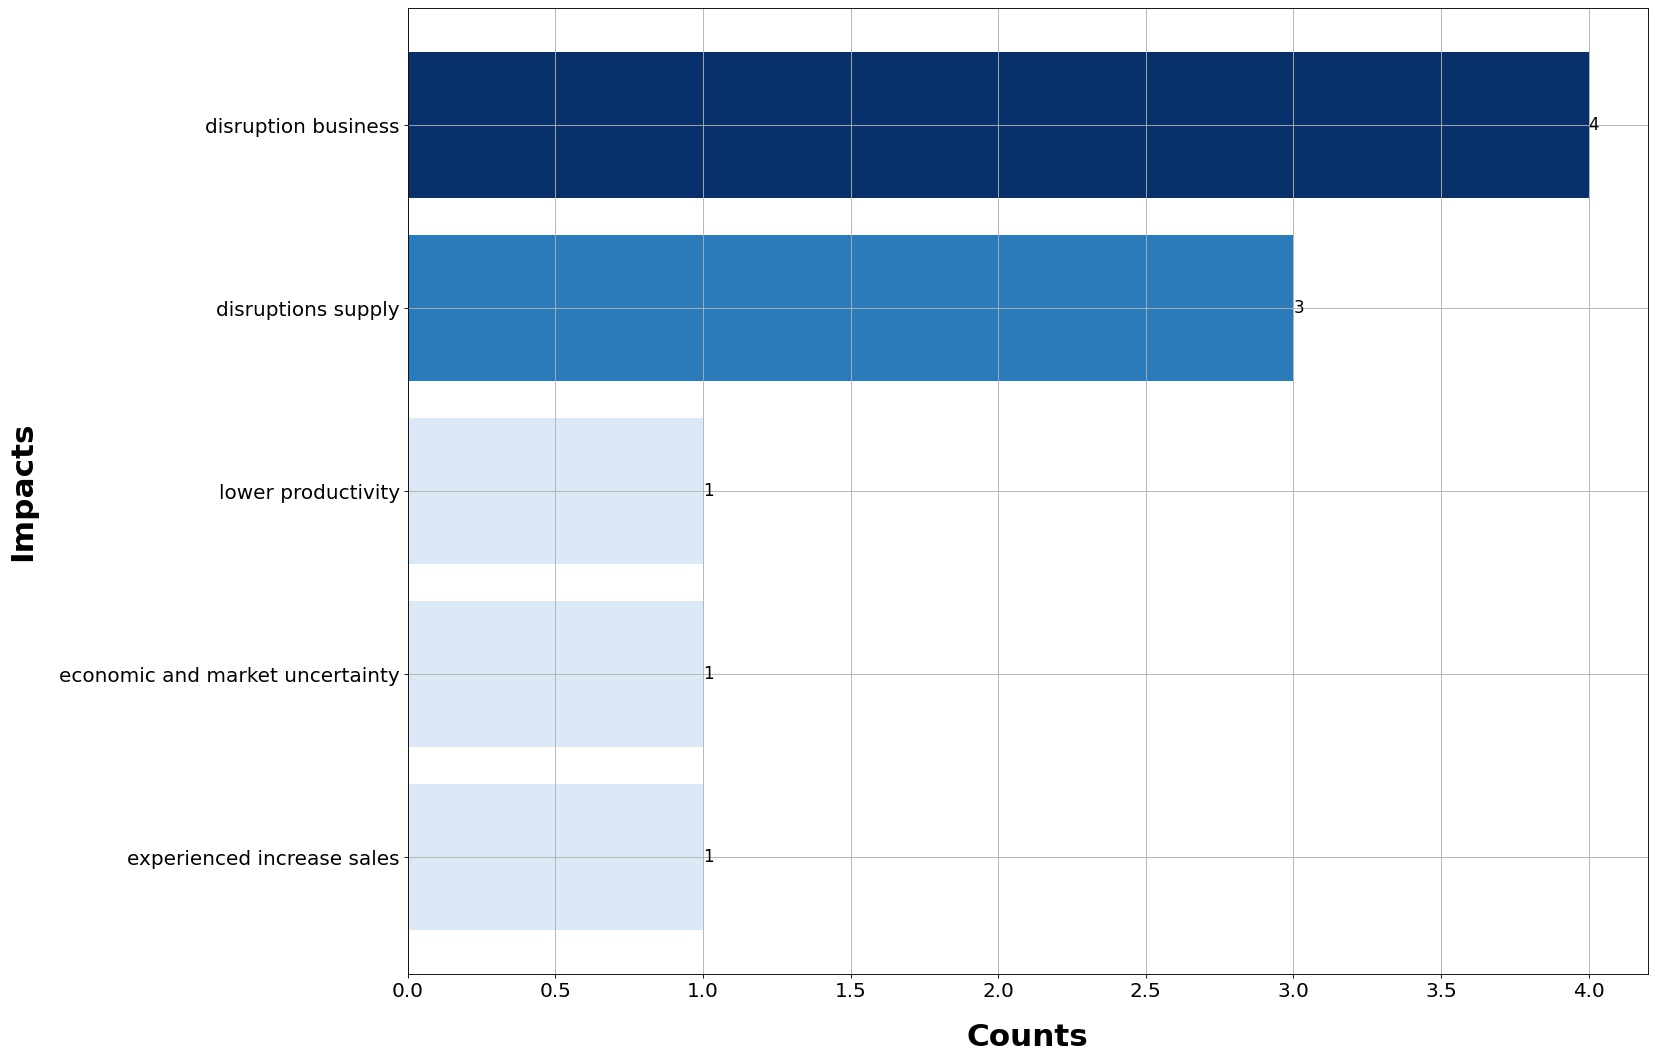 disruption business
4
disruptions supply
3
lower productivity
1
economic and market uncertainty
1
experienced increase sales
1
Impacts
0.0 0.5 1.0 1.5 2.0 2.5 3.0 3.5 4.0
Counts